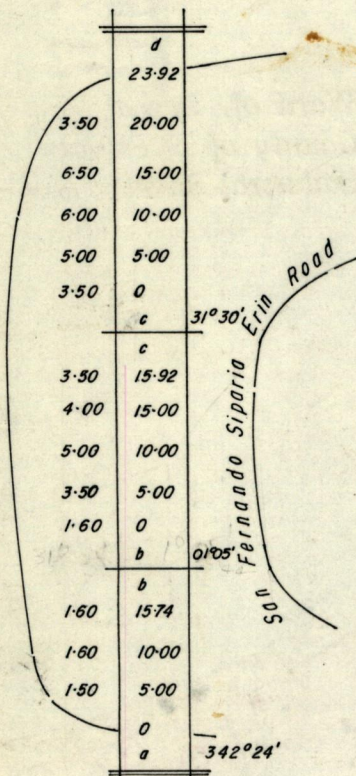 d
23.92
3.50 20.00
6.50 15.00
6.00 10.00
5.00 5.00
3.50 0
c 31°30'
c
3.50 15.92
4.00 15.00
5.00 10.00
3.50 5.00
1.60 0
b 01°05'
b
1.60 15.74
1.60 10.00
1.50 5.00
0
a 342°24'
San Fernando Siparia Erin Road